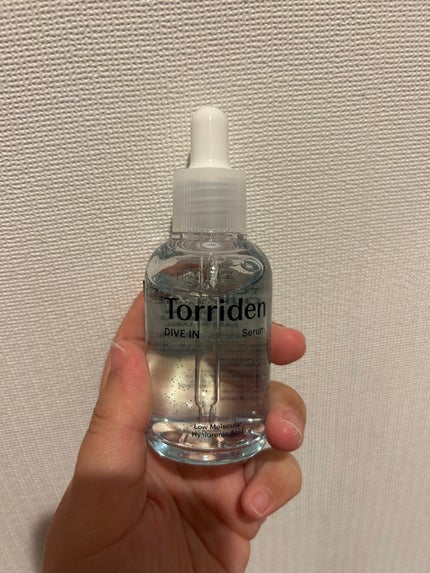 Torriden
DIVE IN Serum
Low Molecular
Hyaluronic Acid